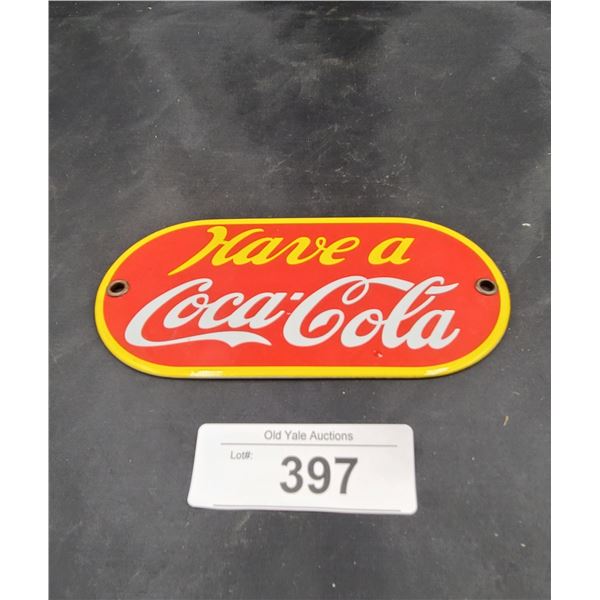 Have a
Coca-Cola
Old Yale Auctions
Lot#:
397